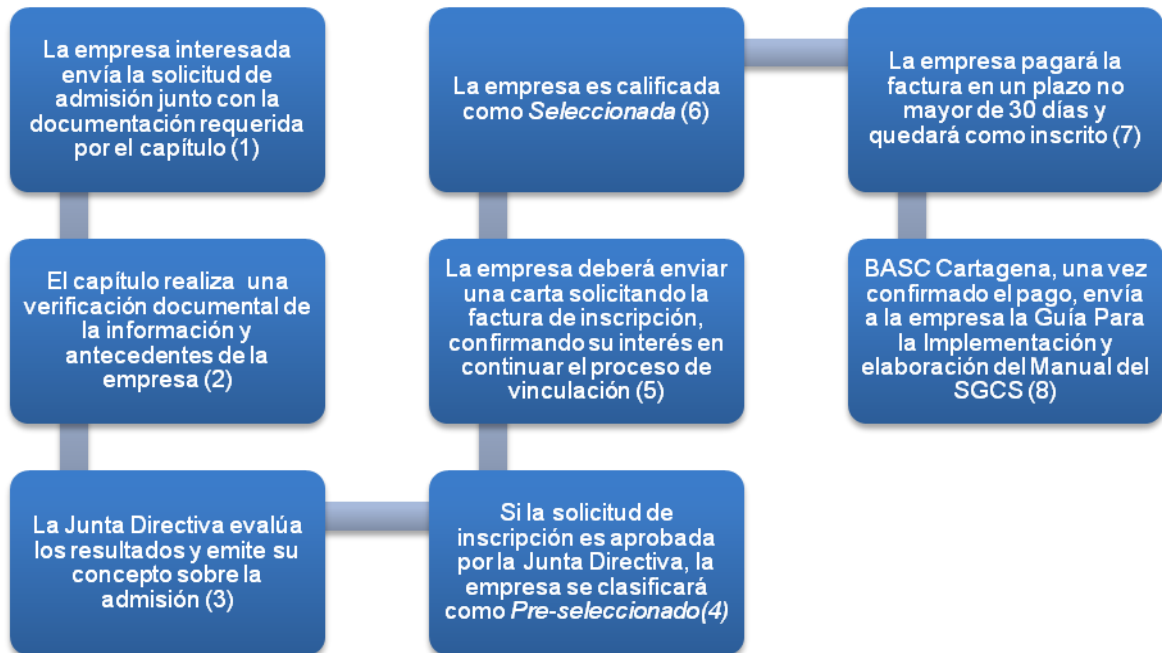 La empresa interesada
envía la solicitud de
admisión junto con la
documentación requerida
por el capítulo (1)
El capítulo realiza una
verificación documental de
la información y
antecedentes de la
empresa (2)
La Junta Directiva evalúa
los resultados y emite su
concepto sobre la
admisión (3)
Si la solicitud de
inscripción es aprobada
por la Junta Directiva, la
empresa se clasificará
como Pre-seleccionado(4)
La empresa deberá enviar
una carta solicitando la
factura de inscripción,
confirmando su interés en
continuar el proceso de
vinculación (5)
La empresa es calificada
como Seleccionada (6)
La empresa pagará la
factura en un plazo no
mayor de 30 días y
quedará como inscrito (7)
BASC Cartagena, una vez
confirmado el pago, envía
a la empresa la Guía Para
la Implementación y
elaboración del Manual del
SGCS (8)